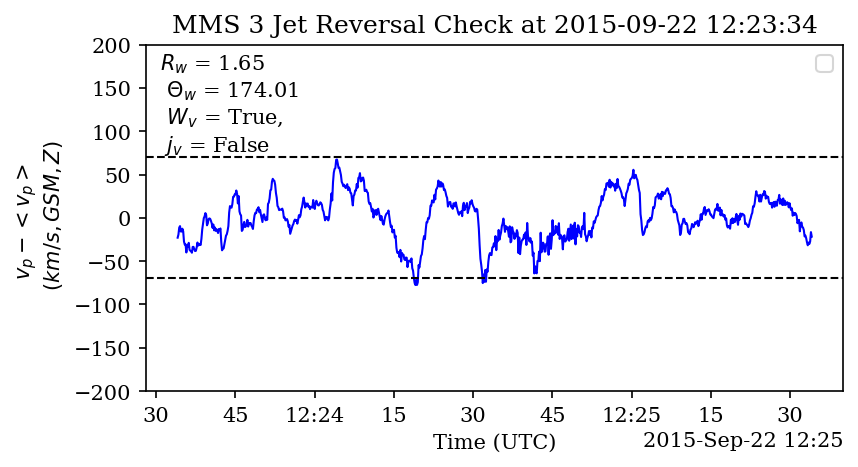 MMS 3 Jet Reversal Check at 2015-09-22 12:23:34
200
150
100
50
0
−50
−100
−150
−200
v_p − < v_p >
(km/s, GSM, Z)
R_w = 1.65
Θ_w = 174.01
W_v = True,
j_v = False
30 45 12:24 15 30 45 12:25 15 30
Time (UTC)
2015-Sep-22 12:25